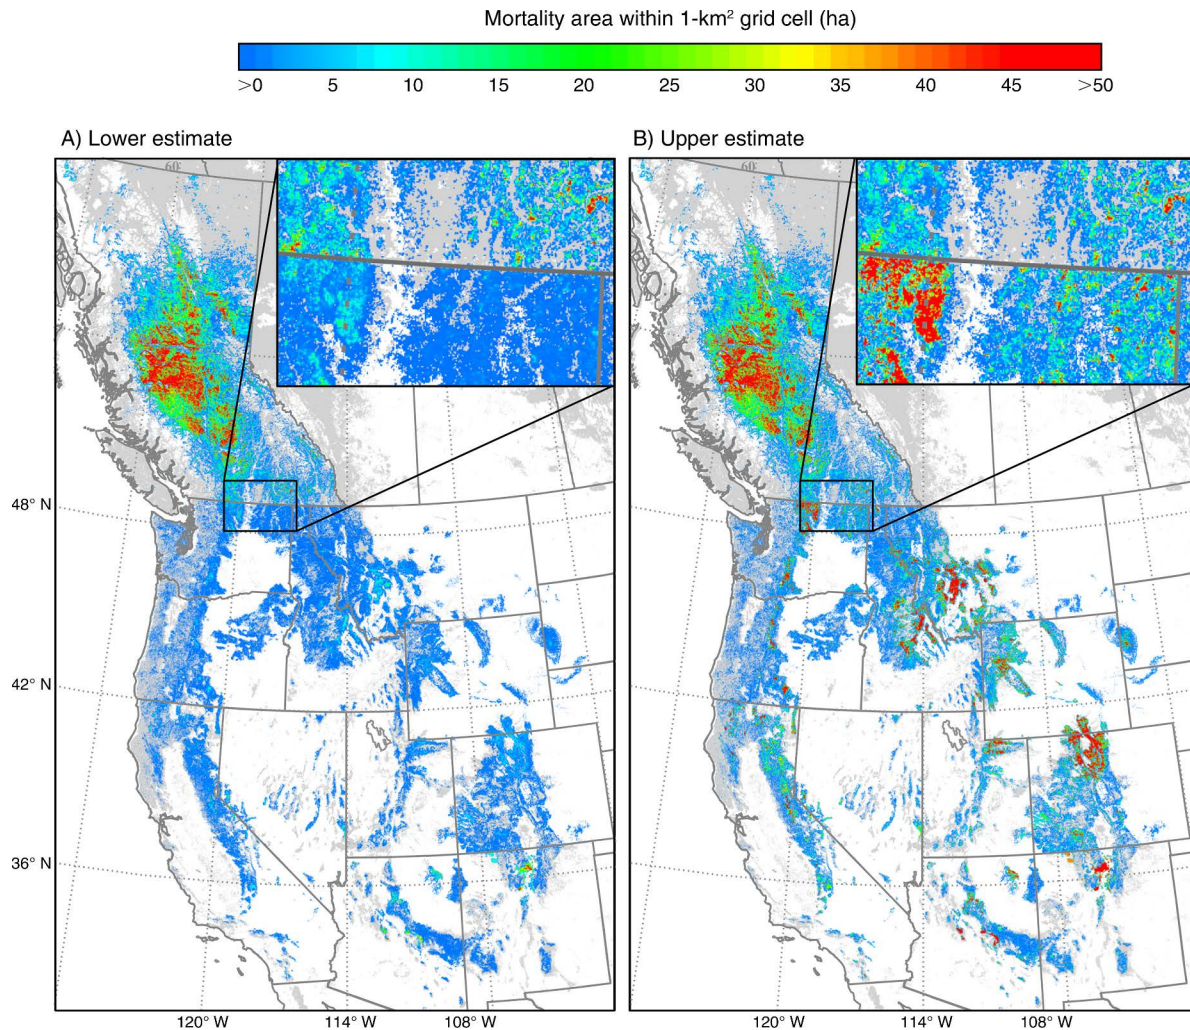 Mortality area within 1-km² grid cell (ha)
>0 5 10 15 20 25 30 35 40 45 >50
A) Lower estimate
B) Upper estimate
60
60
48° N
42° N
36° N
120° W 114° W 108° W
120° W 114° W 108° W